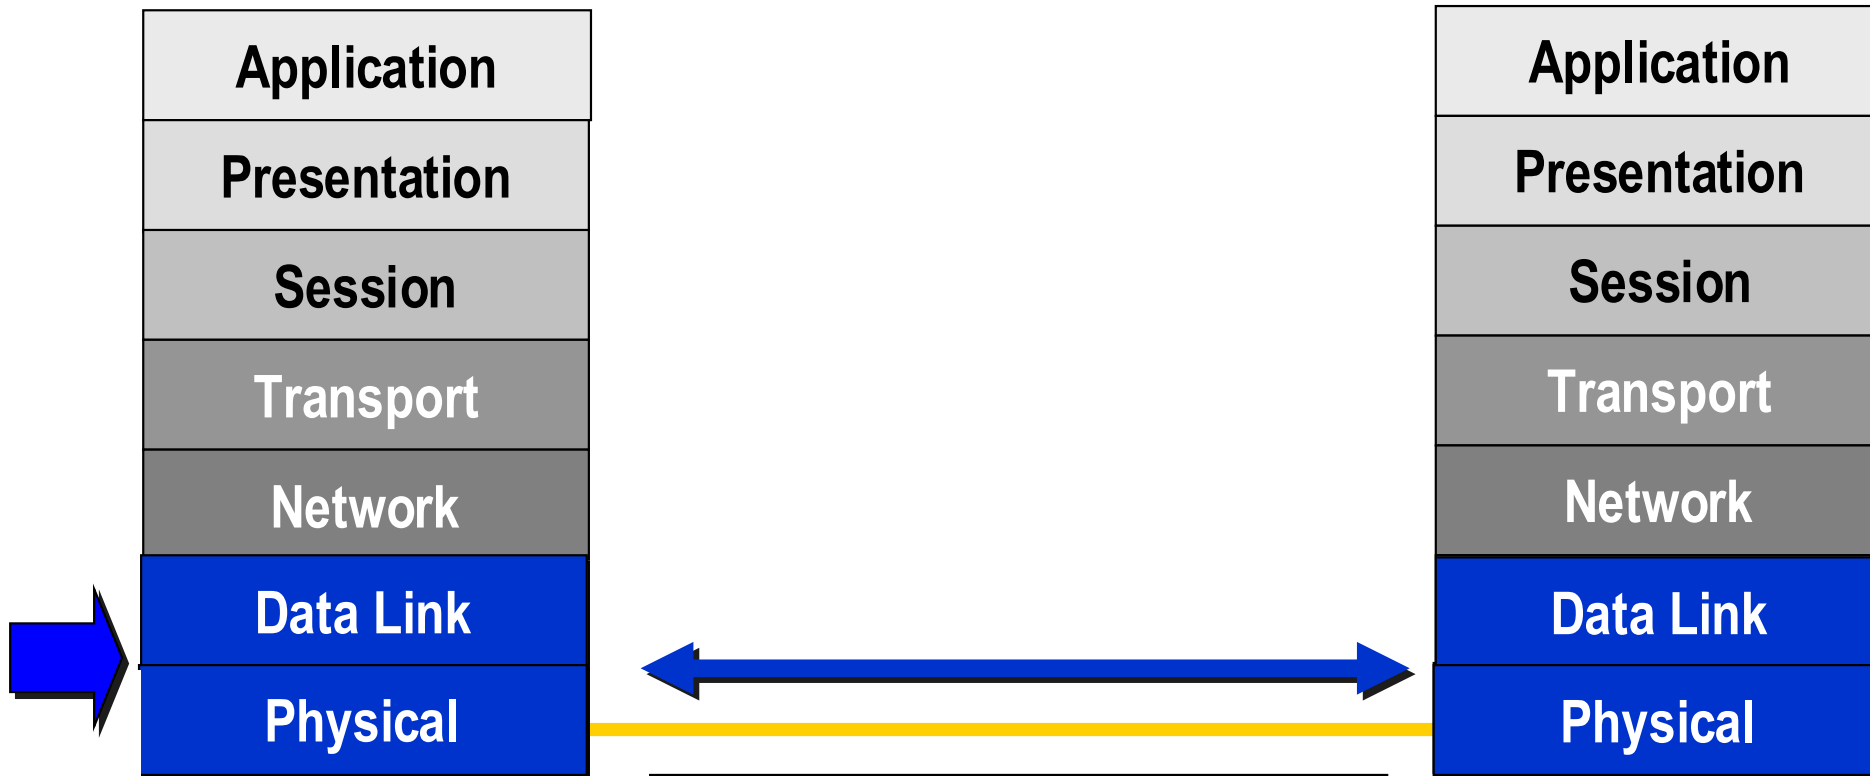 Application
Presentation
Session
Transport
Network
Data Link
Physical
Application
Presentation
Session
Transport
Network
Data Link
Physical